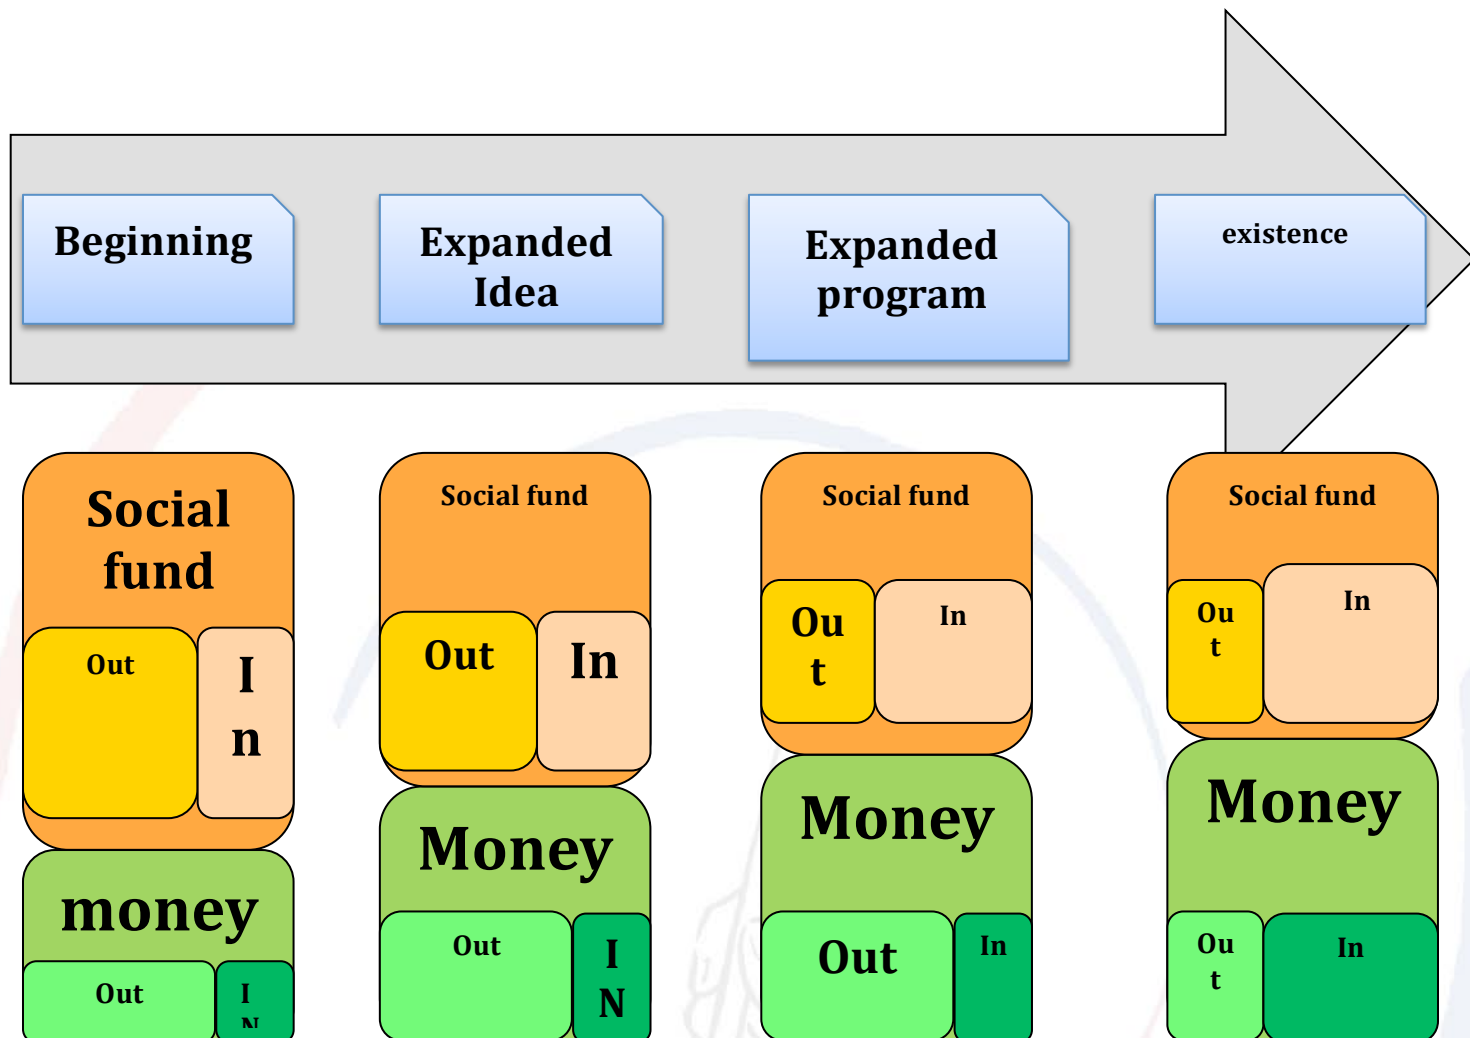 Beginning
Expanded
Idea
Expanded
program
existence
Social
fund
Out
I
n
money
Out
I
N
Social fund
Out
In
Money
Out
I
N
Social fund
Ou
t
In
Money
Out
In
Social fund
Ou
t
In
Money
Ou
t
In